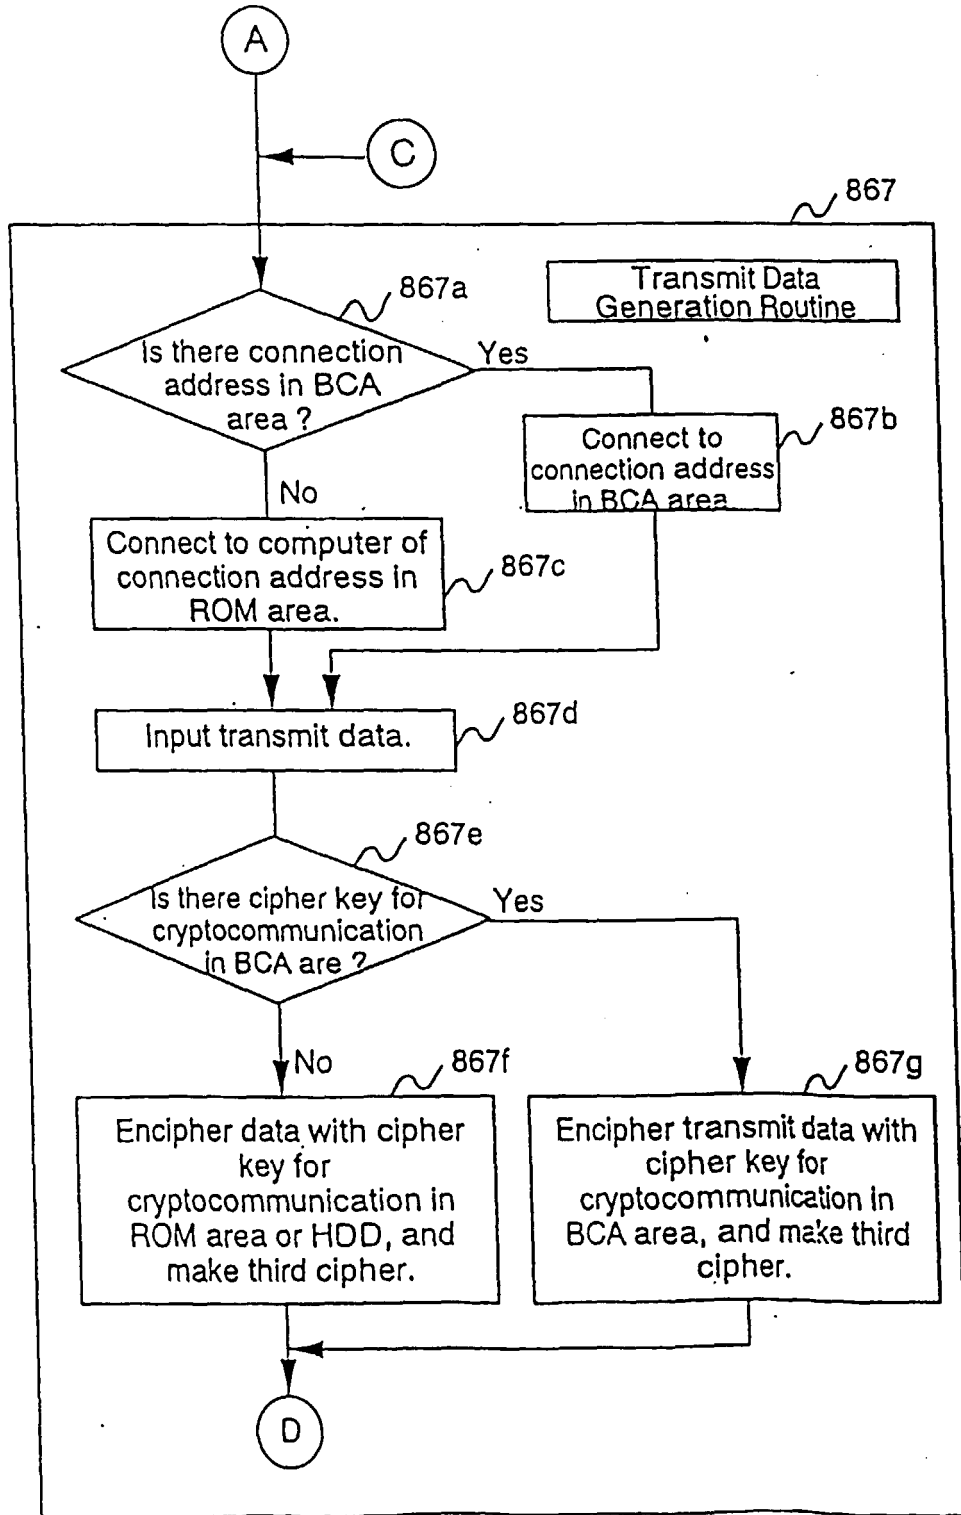 A
C
867
Transmit Data
Generation Routine
867a
Is there connection
address in BCA
area ?
Yes
867b
Connect to
connection address
in BCA area
No
Connect to computer of
connection address in
ROM area.
867c
Input transmit data.
867d
867e
Is there cipher key for
cryptocommunication
in BCA are ?
Yes
No
867f
867g
Encipher data with cipher
key for
cryptocommunication in
ROM area or HDD, and
make third cipher.
Encipher transmit data with
cipher key for
cryptocommunication in
BCA area, and make third
cipher.
D